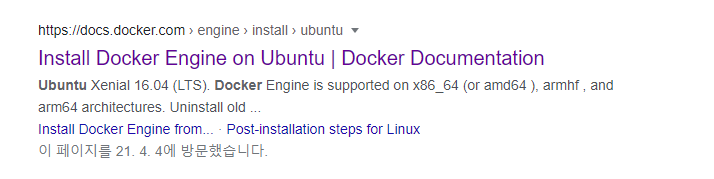 https://docs.docker.com › engine › install › ubuntu
Install Docker Engine on Ubuntu | Docker Documentation
Ubuntu Xenial 16.04 (LTS). Docker Engine is supported on x86_64 (or amd64 ), armhf , and
arm64 architectures. Uninstall old ...
Install Docker Engine from... · Post-installation steps for Linux
이 페이지를 21. 4. 4에 방문했습니다.